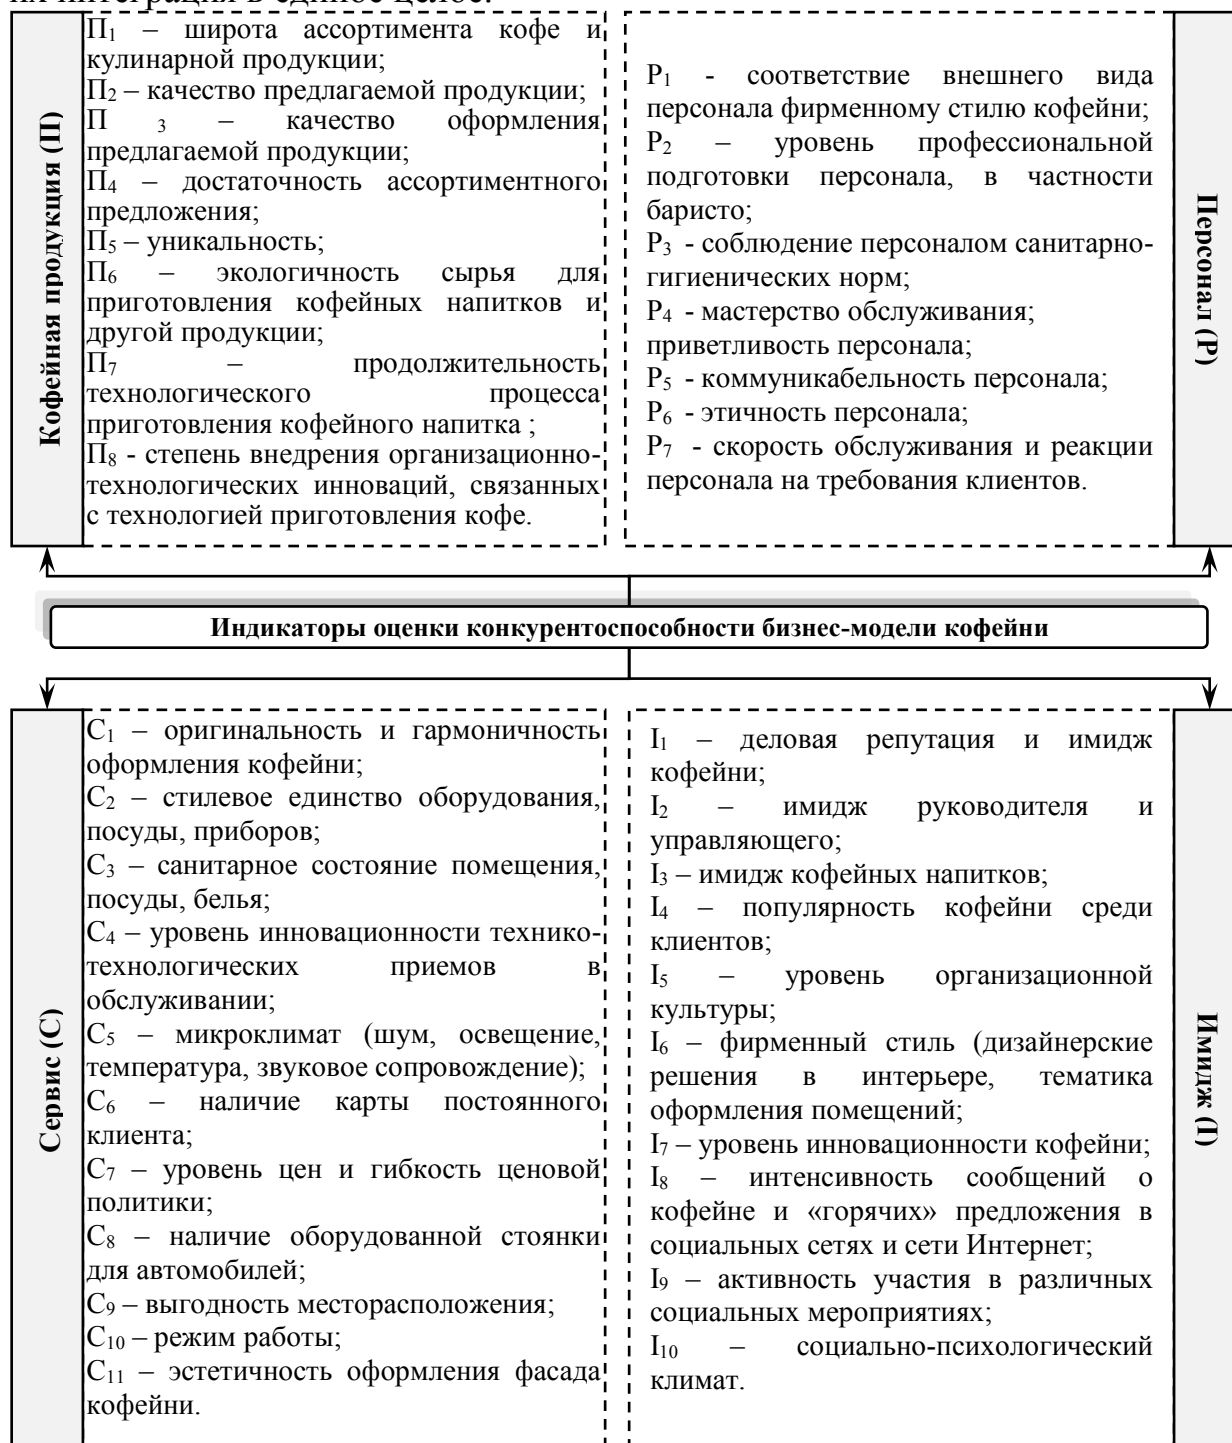 их интеграция в единое целое.
Кофейная продукция (П)
П1 – широта ассортимента кофе и
кулинарной продукции;
П2 – качество предлагаемой продукции;
П 3 – качество оформления
предлагаемой продукции;
П4 – достаточность ассортиментного
предложения;
П5 – уникальность;
П6 – экологичность сырья для
приготовления кофейных напитков и
другой продукции;
П7 – продолжительность
технологического процесса
приготовления кофейного напитка ;
П8 - степень внедрения организационно-
технологических инноваций, связанных
с технологией приготовления кофе.
Р1 - соответствие внешнего вида
персонала фирменному стилю кофейни;
Р2 – уровень профессиональной
подготовки персонала, в частности
баристо;
Р3 - соблюдение персоналом санитарно-
гигиенических норм;
Р4 - мастерство обслуживания;
приветливость персонала;
Р5 - коммуникабельность персонала;
Р6 - этичность персонала;
Р7 - скорость обслуживания и реакции
персонала на требования клиентов.
Персонал (Р)
Индикаторы оценки конкурентоспособности бизнес-модели кофейни
Сервис (С)
С1 – оригинальность и гармоничность
оформления кофейни;
С2 – стилевое единство оборудования,
посуды, приборов;
С3 – санитарное состояние помещения,
посуды, белья;
С4 – уровень инновационности технико-
технологических приемов в
обслуживании;
С5 – микроклимат (шум, освещение,
температура, звуковое сопровождение);
С6 – наличие карты постоянного
клиента;
С7 – уровень цен и гибкость ценовой
политики;
С8 – наличие оборудованной стоянки
для автомобилей;
С9 – выгодность месторасположения;
С10 – режим работы;
С11 – эстетичность оформления фасада
кофейни.
I1 – деловая репутация и имидж
кофейни;
I2 – имидж руководителя и
управляющего;
I3 – имидж кофейных напитков;
I4 – популярность кофейни среди
клиентов;
I5 – уровень организационной
культуры;
I6 – фирменный стиль (дизайнерские
решения в интерьере, тематика
оформления помещений;
I7 – уровень инновационности кофейни;
I8 – интенсивность сообщений о
кофейне и «горячих» предложения в
социальных сетях и сети Интернет;
I9 – активность участия в различных
социальных мероприятиях;
I10 – социально-психологический
климат.
Имидж (I)